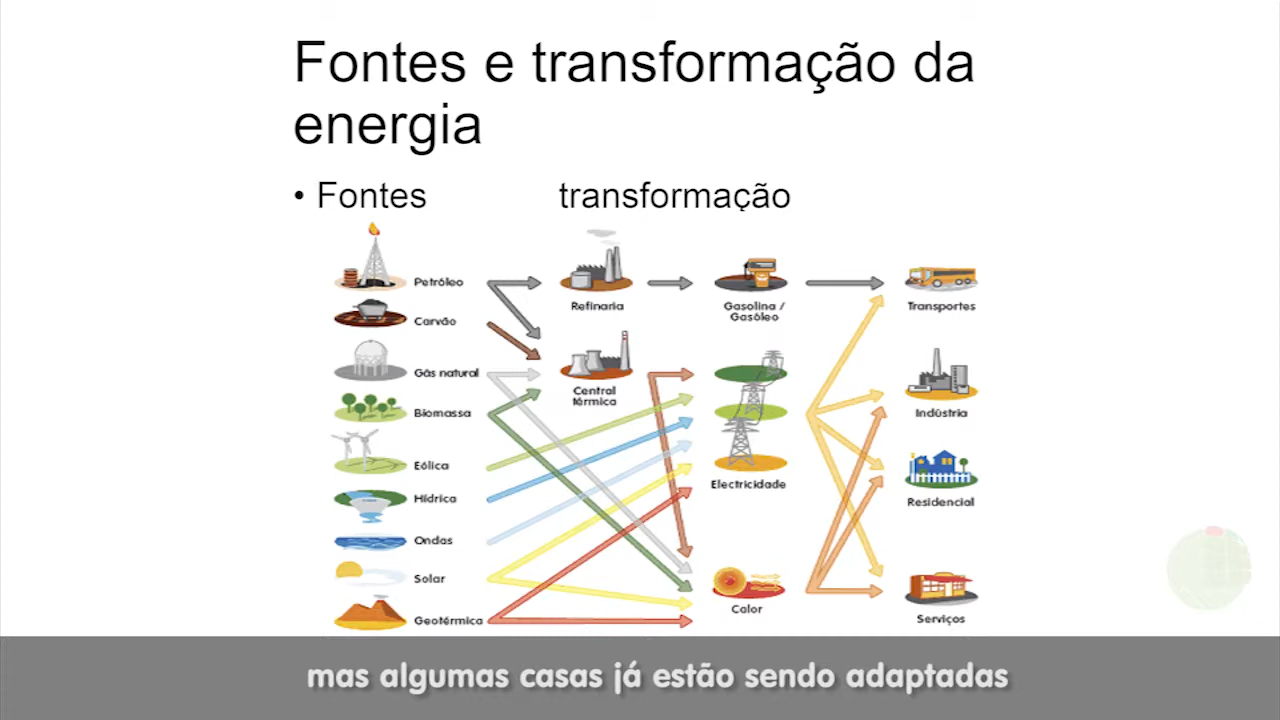 Fontes e transformação da
energia
• Fontes transformação
Petróleo
Refinaria
Gasolina /
Gasóleo
Transportes
Carvão
Gás natural
Central
térmica
Biomassa
Indústria
Eólica
Electricidade
Hídrica
Residencial
Ondas
Solar
Calor
Geotérmica
Serviços
mas algumas casas já estão sendo adaptadas